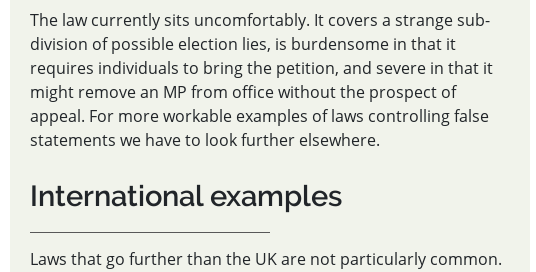 The law currently sits uncomfortably. It covers a strange sub-
division of possible election lies, is burdensome in that it
requires individuals to bring the petition, and severe in that it
might remove an MP from office without the prospect of
appeal. For more workable examples of laws controlling false
statements we have to look further elsewhere.
International examples
Laws that go further than the UK are not particularly common.